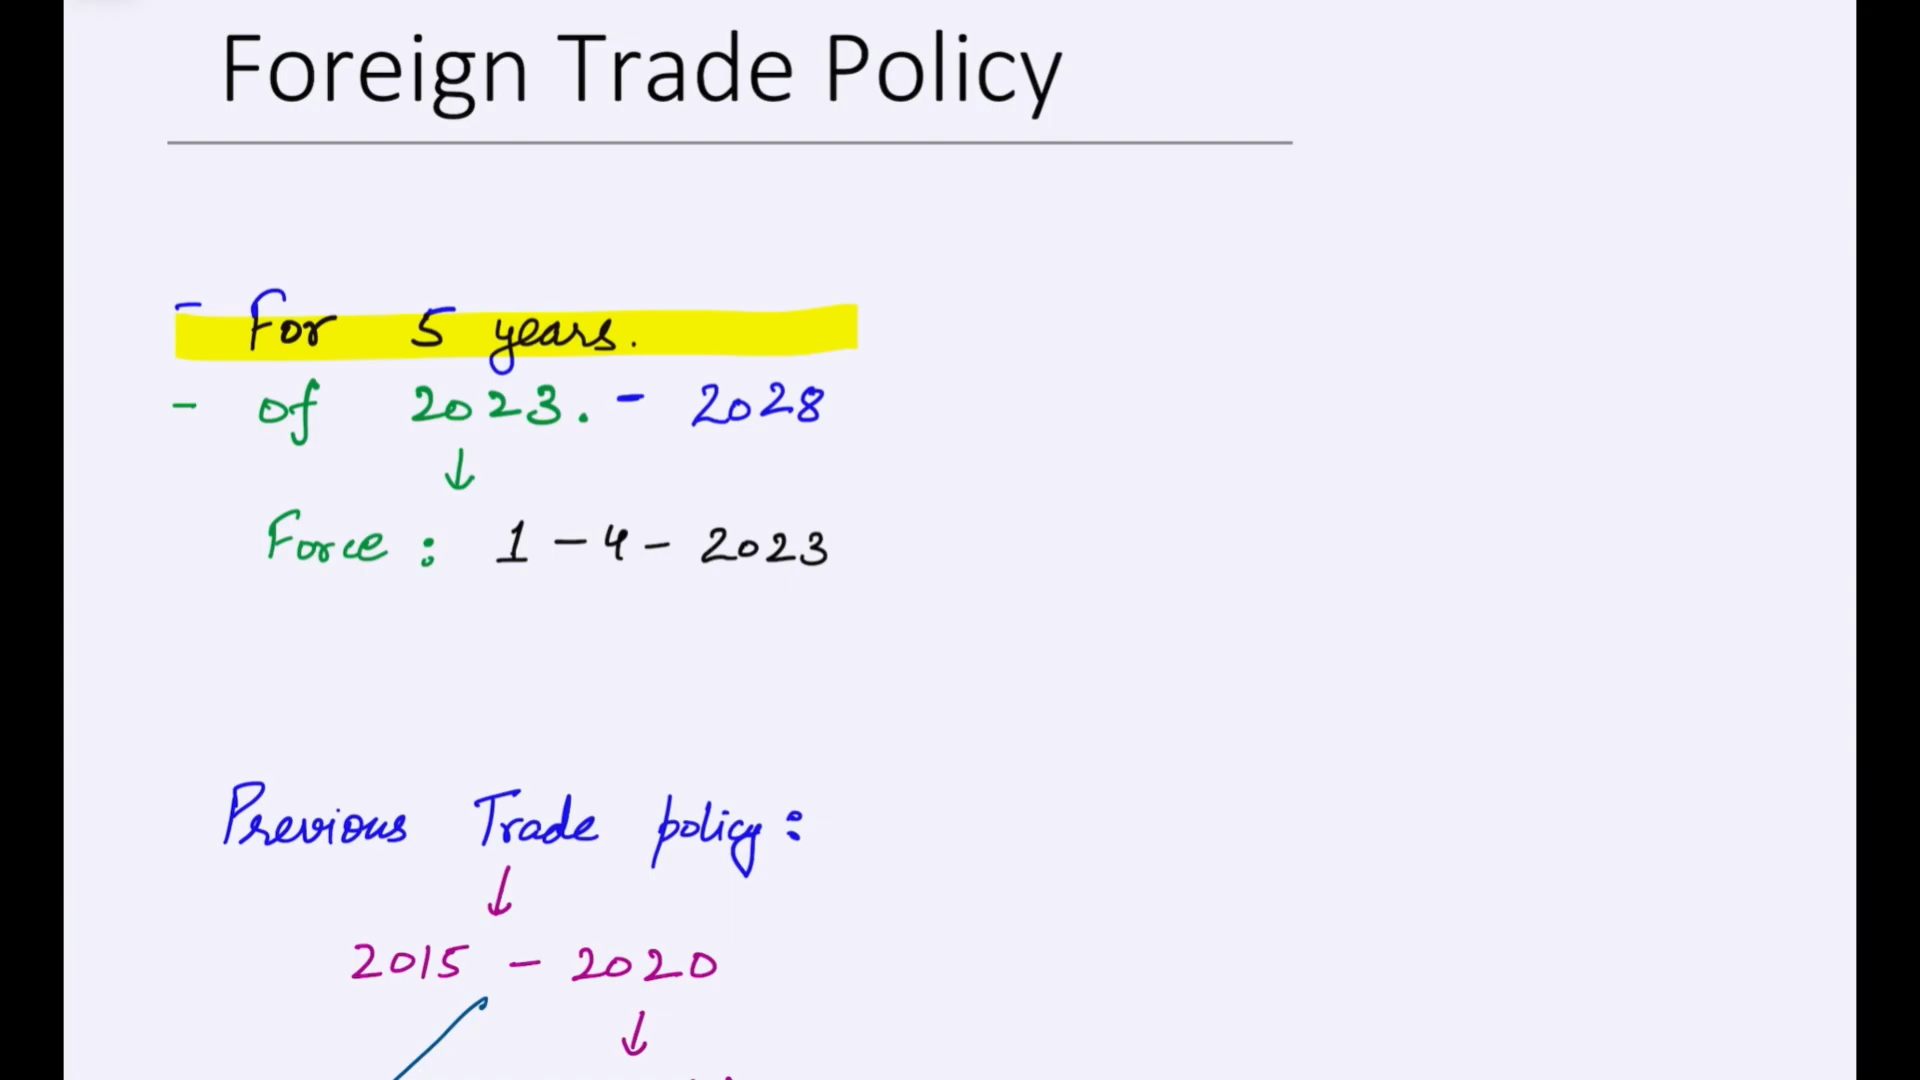 Foreign Trade Policy
- For 5 years.
- of 2023. - 2028
↓
Force : 1 - 4 - 2023
Previous Trade policy :
↓
2015 - 2020
↓